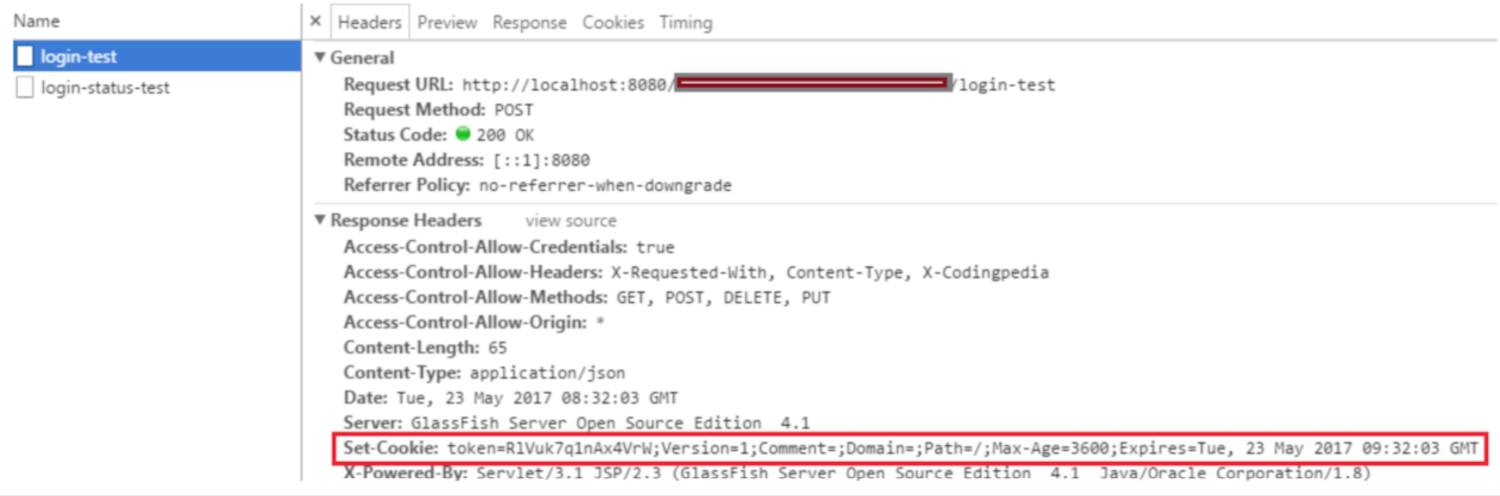 Name
login-test
login-status-test
× Headers Preview Response Cookies Timing
▼ General
Request URL: http://localhost:8080/ /login-test
Request Method: POST
Status Code: 200 OK
Remote Address: [::1]:8080
Referrer Policy: no-referrer-when-downgrade
▼ Response Headers view source
Access-Control-Allow-Credentials: true
Access-Control-Allow-Headers: X-Requested-With, Content-Type, X-Codingpedia
Access-Control-Allow-Methods: GET, POST, DELETE, PUT
Access-Control-Allow-Origin: *
Content-Length: 65
Content-Type: application/json
Date: Tue, 23 May 2017 08:32:03 GMT
Server: GlassFish Server Open Source Edition 4.1
Set-Cookie: token=RlVuk7q1nAx4VrW;Version=1;Comment=;Domain=;Path=/;Max-Age=3600;Expires=Tue, 23 May 2017 09:32:03 GMT
X-Powered-By: Servlet/3.1 JSP/2.3 (GlassFish Server Open Source Edition 4.1 Java/Oracle Corporation/1.8)